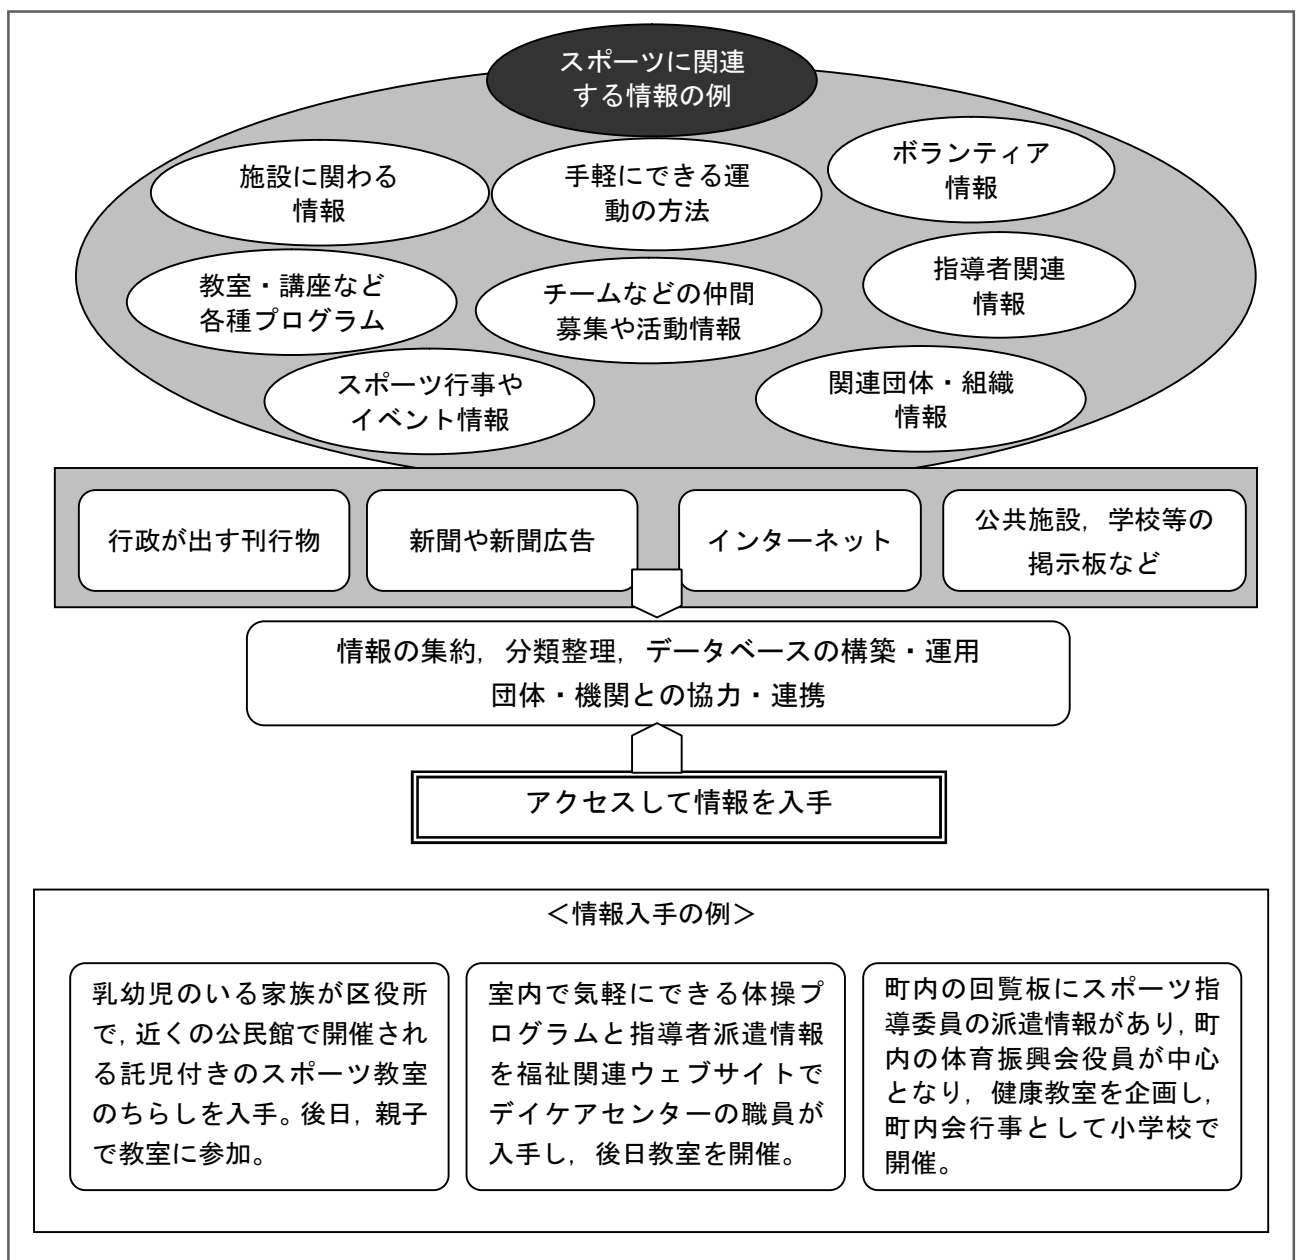 スポーツに関連
する情報の例
施設に関わる
情報
手軽にできる運
動の方法
ボランティア
情報
教室・講座など
各種プログラム
チームなどの仲間
募集や活動情報
指導者関連
情報
スポーツ行事や
イベント情報
関連団体・組織
情報
行政が出す刊行物
新聞や新聞広告
インターネット
公共施設，学校等の
掲示板など
情報の集約，分類整理，データベースの構築・運用
団体・機関との協力・連携
アクセスして情報を入手
＜情報入手の例＞
乳幼児のいる家族が区役所
で，近くの公民館で開催され
る託児付きのスポーツ教室
のちらしを入手。後日，親子
で教室に参加。
室内で気軽にできる体操プ
ログラムと指導者派遣情報
を福祉関連ウェブサイトで
デイケアセンターの職員が
入手し，後日教室を開催。
町内の回覧板にスポーツ指
導委員の派遣情報があり，町
内の体育振興会役員が中心
となり，健康教室を企画し，
町内会行事として小学校で
開催。